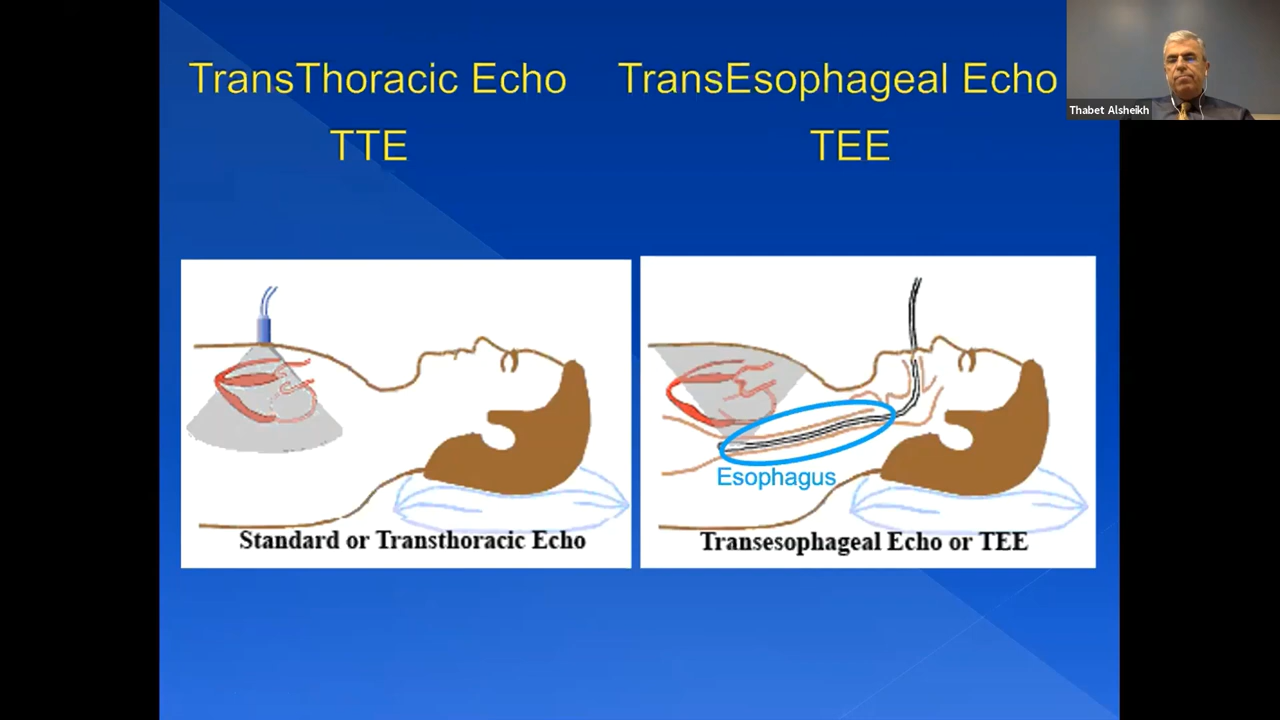 TransThoracic Echo
TTE
TransEsophageal Echo
TEE
Thabet Alsheikh
Standard or Transthoracic Echo
Esophagus
Transesophageal Echo or TEE